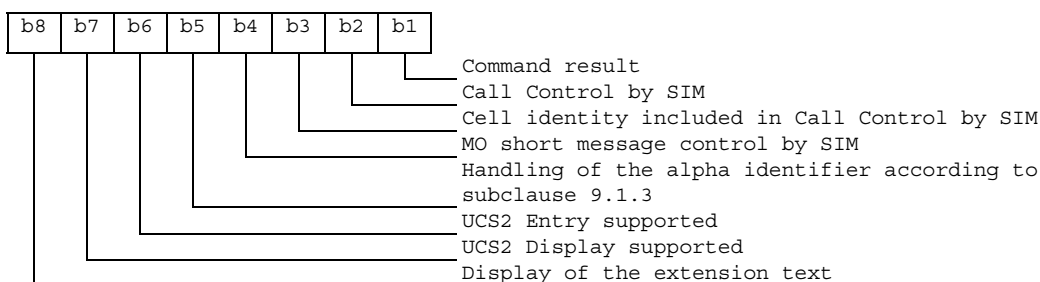 b8 b7 b6 b5 b4 b3 b2 b1
Command result
Call Control by SIM
Cell identity included in Call Control by SIM
MO short message control by SIM
Handling of the alpha identifier according to
subclause 9.1.3
UCS2 Entry supported
UCS2 Display supported
Display of the extension text